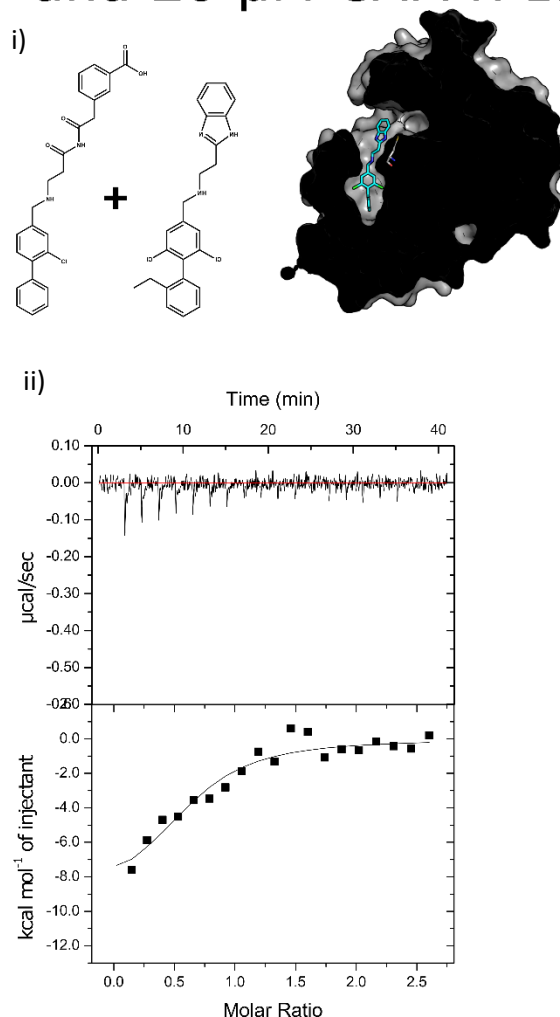 i)
O
OH
O
O
NH
NH
Cl
+
N
NH
NH
ii)
Time (min)
0 10 20 30 40
0.10
0.00
-0.10
-0.20
-0.30
-0.40
-0.50
µcal/sec
0.0
-2.0
-4.0
-6.0
-8.0
-10.0
-12.0
kcal mol⁻¹ of injectant
0.0 0.5 1.0 1.5 2.0 2.5
Molar Ratio